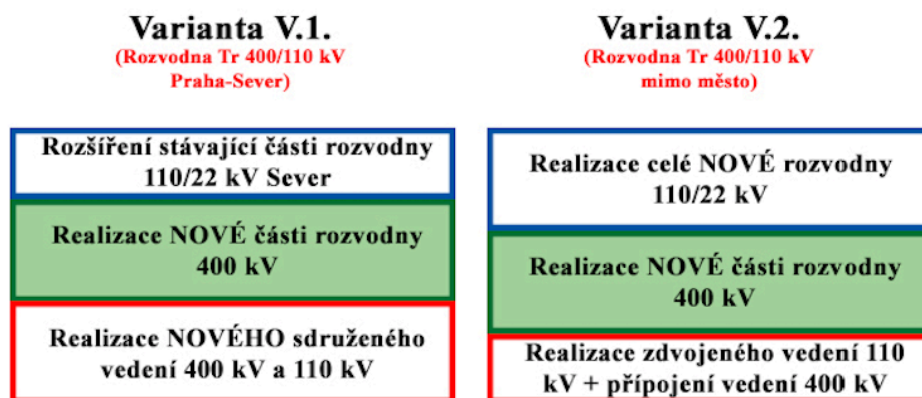 Varianta V.1.
(Rozvodna Tr 400/110 kV
Praha-Sever)
Rozšíření stávající části rozvodny
110/22 kV Sever
Realizace NOVÉ části rozvodny
400 kV
Realizace NOVÉHO sdruženého
vedení 400 kV a 110 kV
Varianta V.2.
(Rozvodna Tr 400/110 kV
mimo město)
Realizace celé NOVÉ rozvodny
110/22 kV
Realizace NOVÉ části rozvodny
400 kV
Realizace zdvojeného vedení 110
kV + přípojení vedení 400 kV